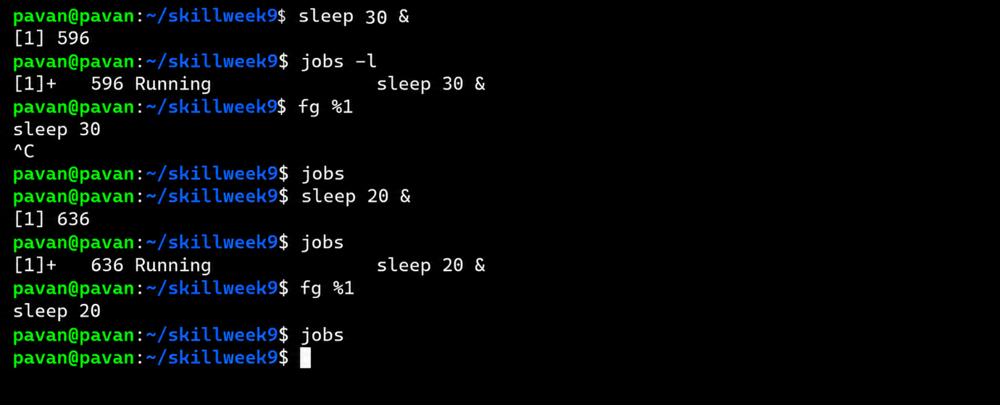 pavan@pavan:~/skillweek9$ sleep 30 &
[1] 596
pavan@pavan:~/skillweek9$ jobs -l
[1]+   596 Running               sleep 30 &
pavan@pavan:~/skillweek9$ fg %1
sleep 30
^C
pavan@pavan:~/skillweek9$ jobs
pavan@pavan:~/skillweek9$ sleep 20 &
[1] 636
pavan@pavan:~/skillweek9$ jobs
[1]+   636 Running               sleep 20 &
pavan@pavan:~/skillweek9$ fg %1
sleep 20
pavan@pavan:~/skillweek9$ jobs
pavan@pavan:~/skillweek9$